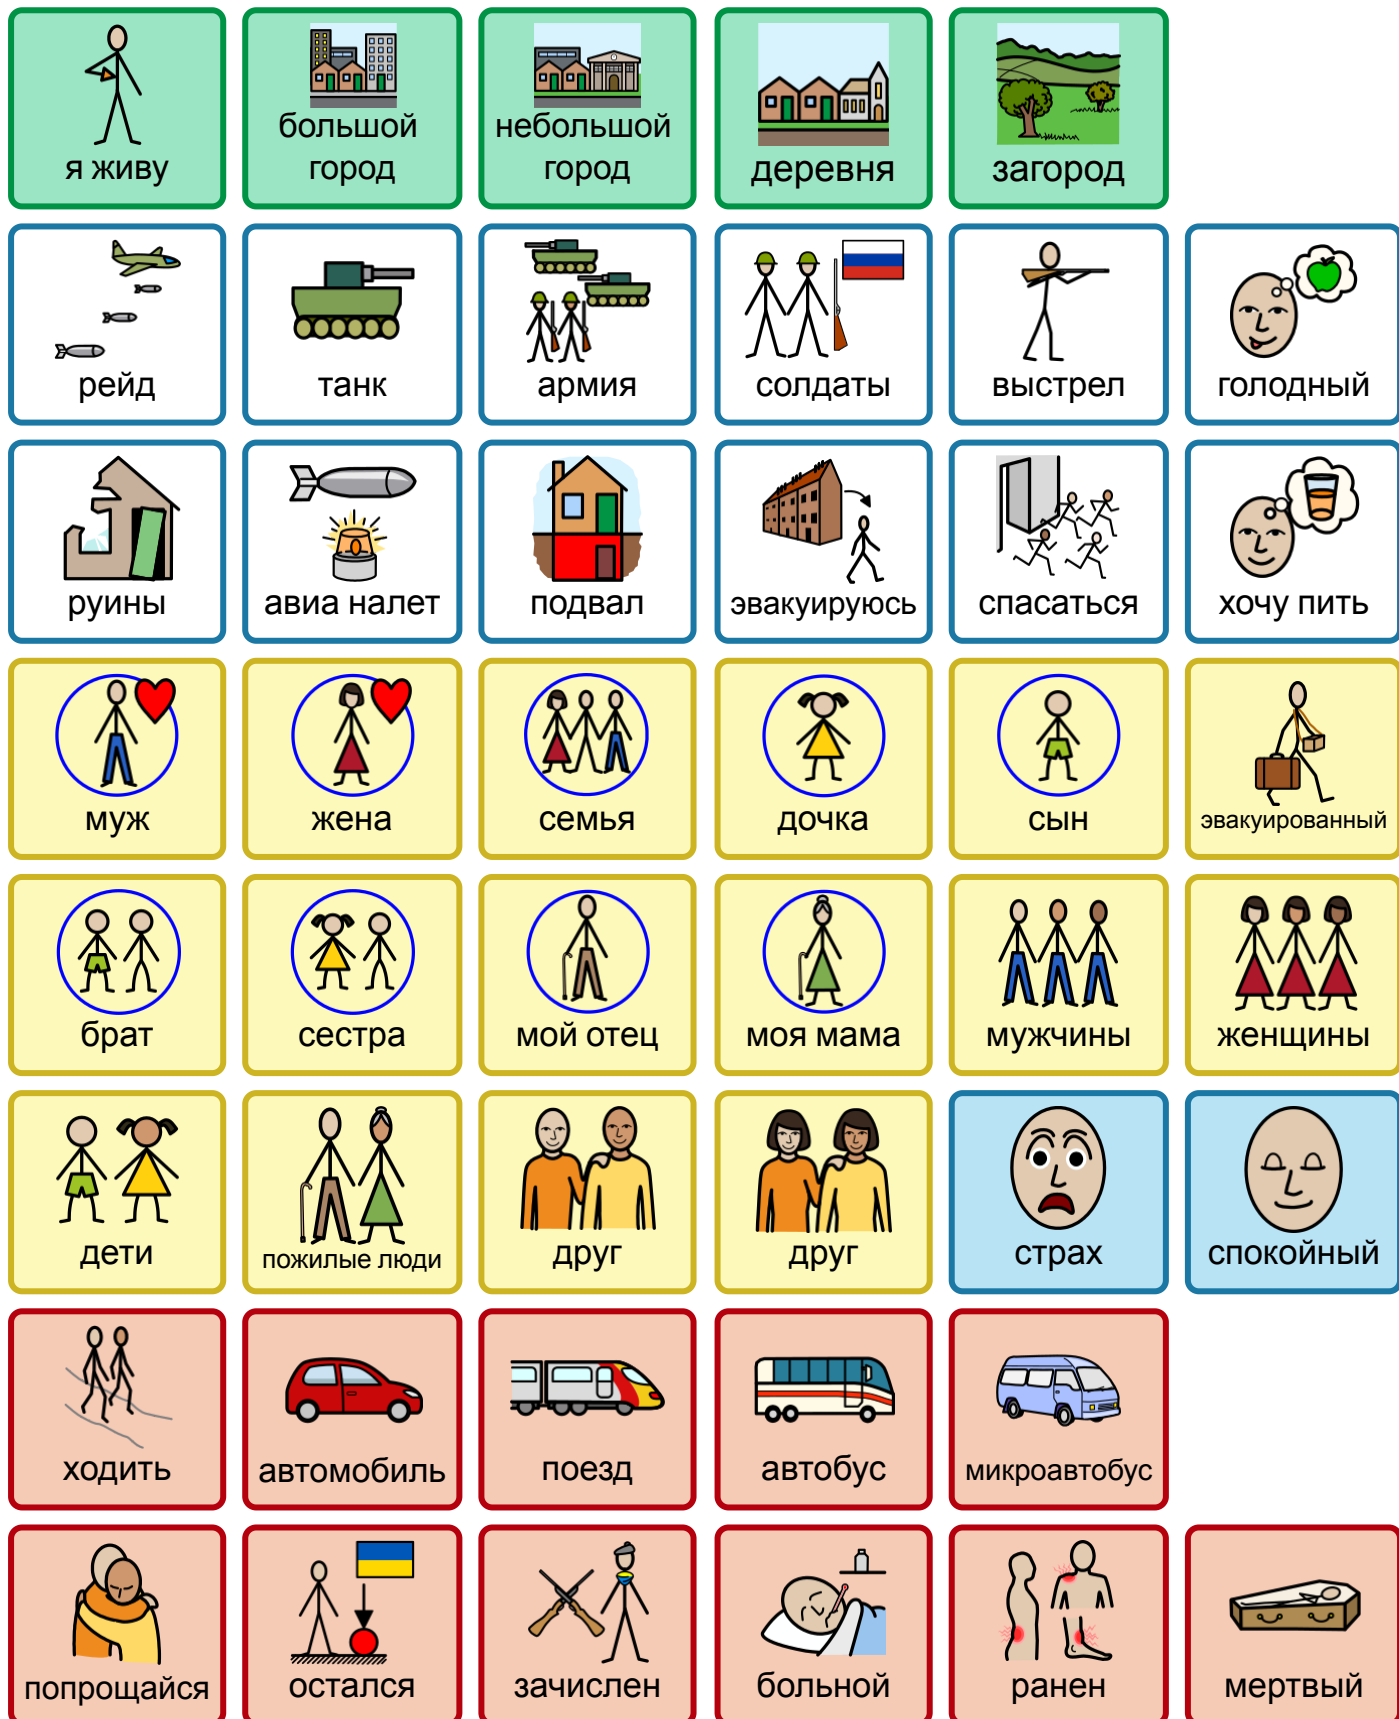 я живу
большой
город
небольшой
город
деревня
загород
рейд
танк
армия
солдаты
выстрел
голодный
руины
авиа налет
подвал
эвакуируюсь
спасаться
хочу пить
муж
жена
семья
дочка
сын
эвакуированный
брат
сестра
мой отец
моя мама
мужчины
женщины
дети
пожилые люди
друг
друг
страх
спокойный
ходить
автомобиль
поезд
автобус
микроавтобус
попрощайся
остался
зачислен
больной
ранен
мертвый